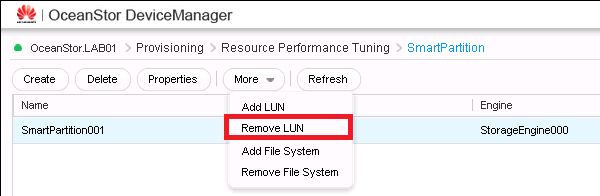 OceanStor DeviceManager
OceanStor.LAB01 > Provisioning > Resource Performance Tuning > SmartPartition
Create Delete Properties More Refresh
Name Engine
SmartPartition001 StorageEngine000
Add LUN
Remove LUN
Add File System
Remove File System